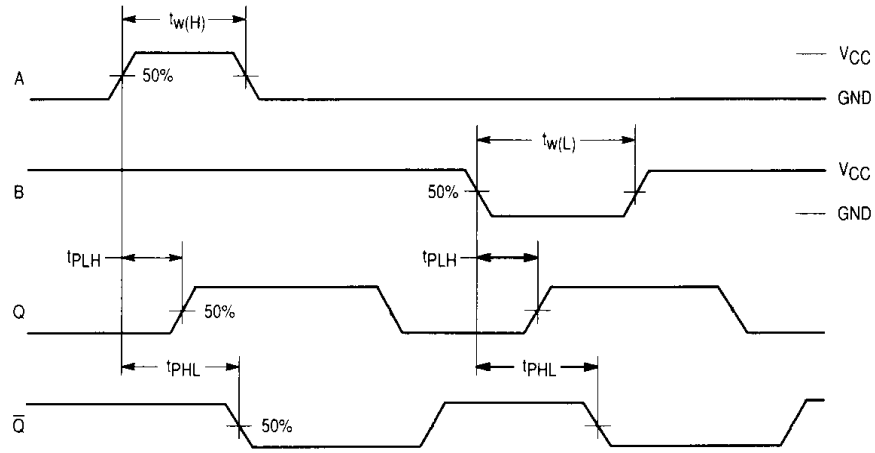 tw(H)
VCC
A
50%
GND
tw(L)
VCC
B
50%
GND
tPLH
tPLH
Q
50%
tPHL
tPHL
Q̅
50%